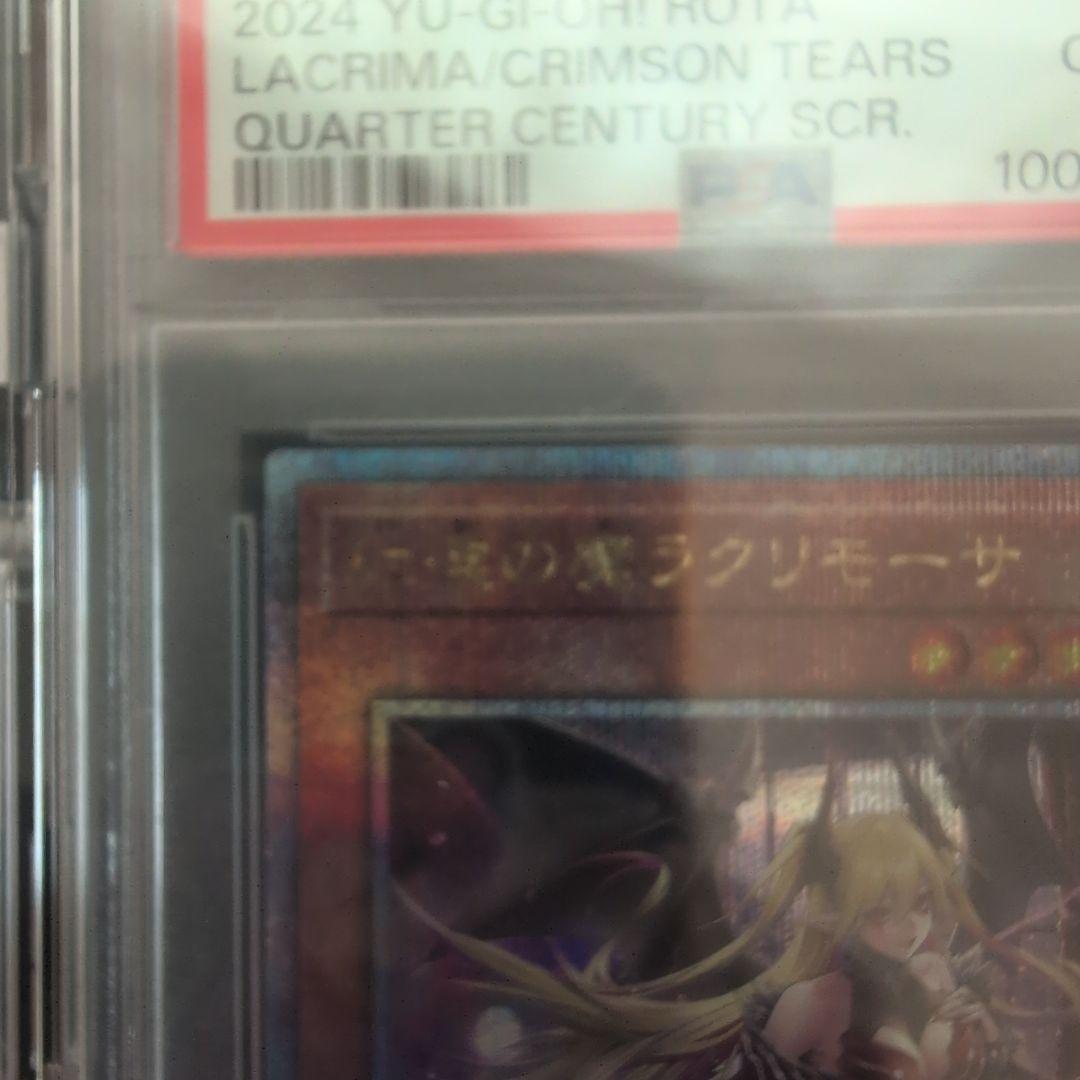 2024 YU-GI-OH! ROTA
LACRIMA/CRIMSON TEARS
QUARTER CENTURY SCR.
100
PSA
の魔ラクリモーサ